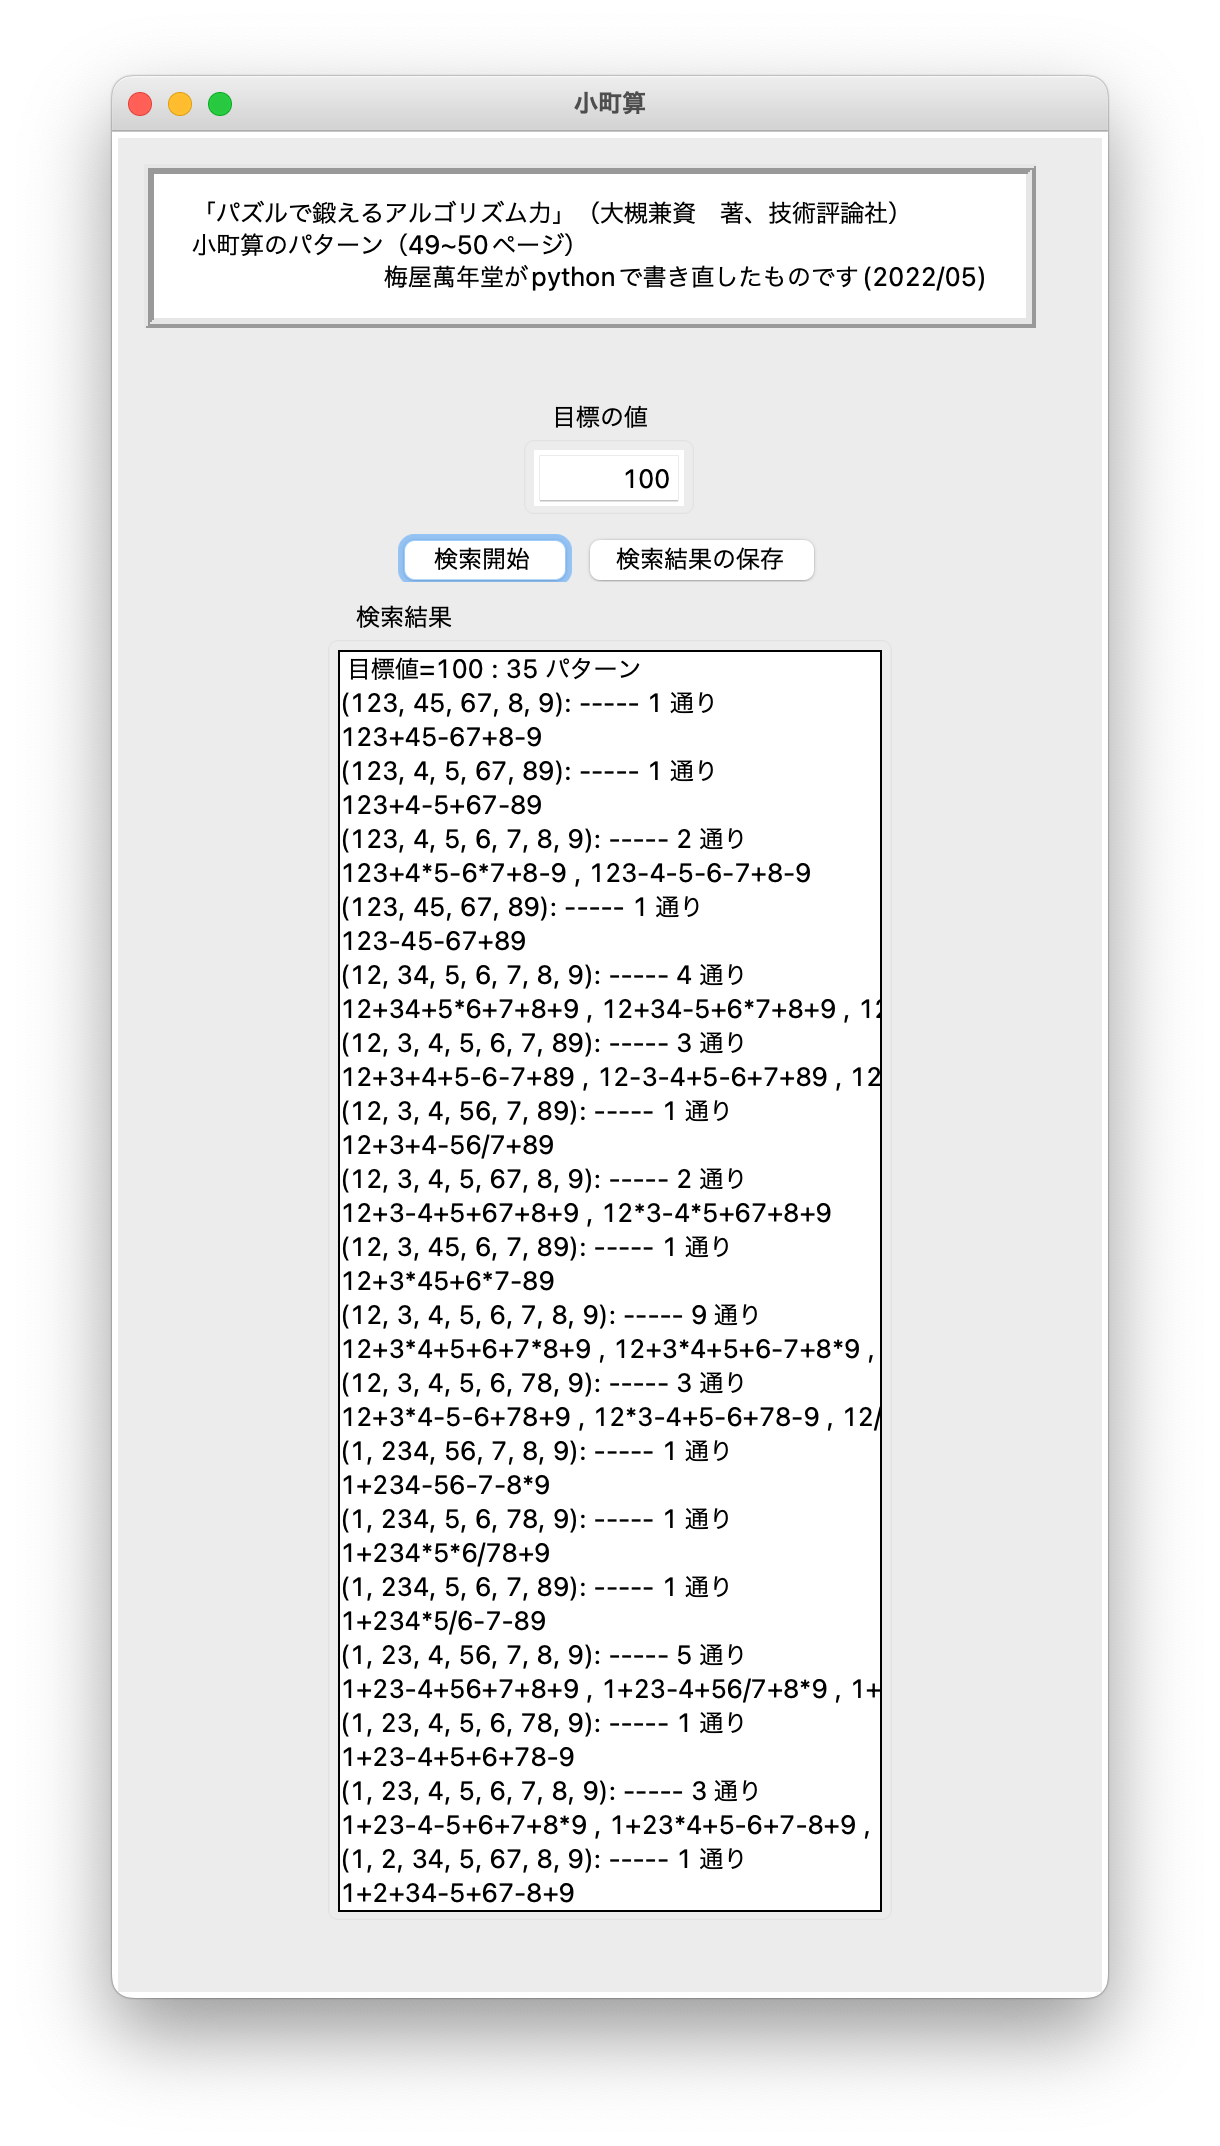 小町算
「パズルで鍛えるアルゴリズム力」（大槻兼資　著、技術評論社）
小町算のパターン（49~50ページ）
梅屋萬年堂がpythonで書き直したものです(2022/05)
目標の値
100
検索開始 検索結果の保存
検索結果
目標値=100 : 35 パターン
(123, 45, 67, 8, 9): ----- 1 通り
123+45-67+8-9
(123, 4, 5, 67, 89): ----- 1 通り
123+4-5+67-89
(123, 4, 5, 6, 7, 8, 9): ----- 2 通り
123+4*5-6*7+8-9 , 123-4-5-6-7+8-9
(123, 45, 67, 89): ----- 1 通り
123-45-67+89
(12, 34, 5, 6, 7, 8, 9): ----- 4 通り
12+34+5*6+7+8+9 , 12+34-5+6*7+8+9 , 12
(12, 3, 4, 5, 6, 7, 89): ----- 3 通り
12+3+4+5-6-7+89 , 12-3-4+5-6+7+89 , 12
(12, 3, 4, 56, 7, 89): ----- 1 通り
12+3+4-56/7+89
(12, 3, 4, 5, 67, 8, 9): ----- 2 通り
12+3-4+5+67+8+9 , 12*3-4*5+67+8+9
(12, 3, 45, 6, 7, 89): ----- 1 通り
12+3*45+6*7-89
(12, 3, 4, 5, 6, 7, 8, 9): ----- 9 通り
12+3*4+5+6+7*8+9 , 12+3*4+5+6-7+8*9 ,
(12, 3, 4, 5, 6, 78, 9): ----- 3 通り
12+3*4-5-6+78+9 , 12*3-4+5-6+78-9 , 12/
(1, 234, 56, 7, 8, 9): ----- 1 通り
1+234-56-7-8*9
(1, 234, 5, 6, 78, 9): ----- 1 通り
1+234*5*6/78+9
(1, 234, 5, 6, 7, 89): ----- 1 通り
1+234*5/6-7-89
(1, 23, 4, 56, 7, 8, 9): ----- 5 通り
1+23-4+56+7+8+9 , 1+23-4+56/7+8*9 , 1+
(1, 23, 4, 5, 6, 78, 9): ----- 1 通り
1+23-4+5+6+78-9
(1, 23, 4, 5, 6, 7, 8, 9): ----- 3 通り
1+23-4-5+6+7+8*9 , 1+23*4+5-6+7-8+9 ,
(1, 2, 34, 5, 67, 8, 9): ----- 1 通り
1+2+34-5+67-8+9